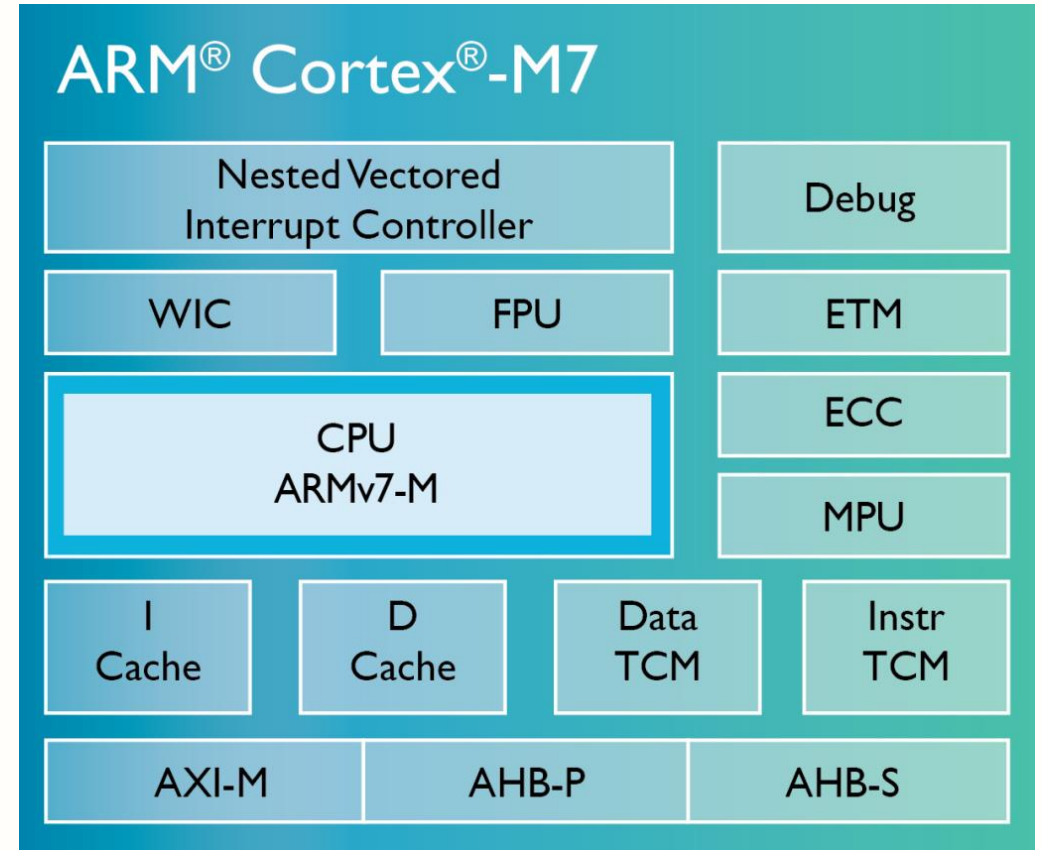 ARM® Cortex®-M7
Nested Vectored
Interrupt Controller
Debug
WIC
FPU
ETM
CPU
ARMv7-M
ECC
MPU
I
Cache
D
Cache
Data
TCM
Instr
TCM
AXI-M
AHB-P
AHB-S